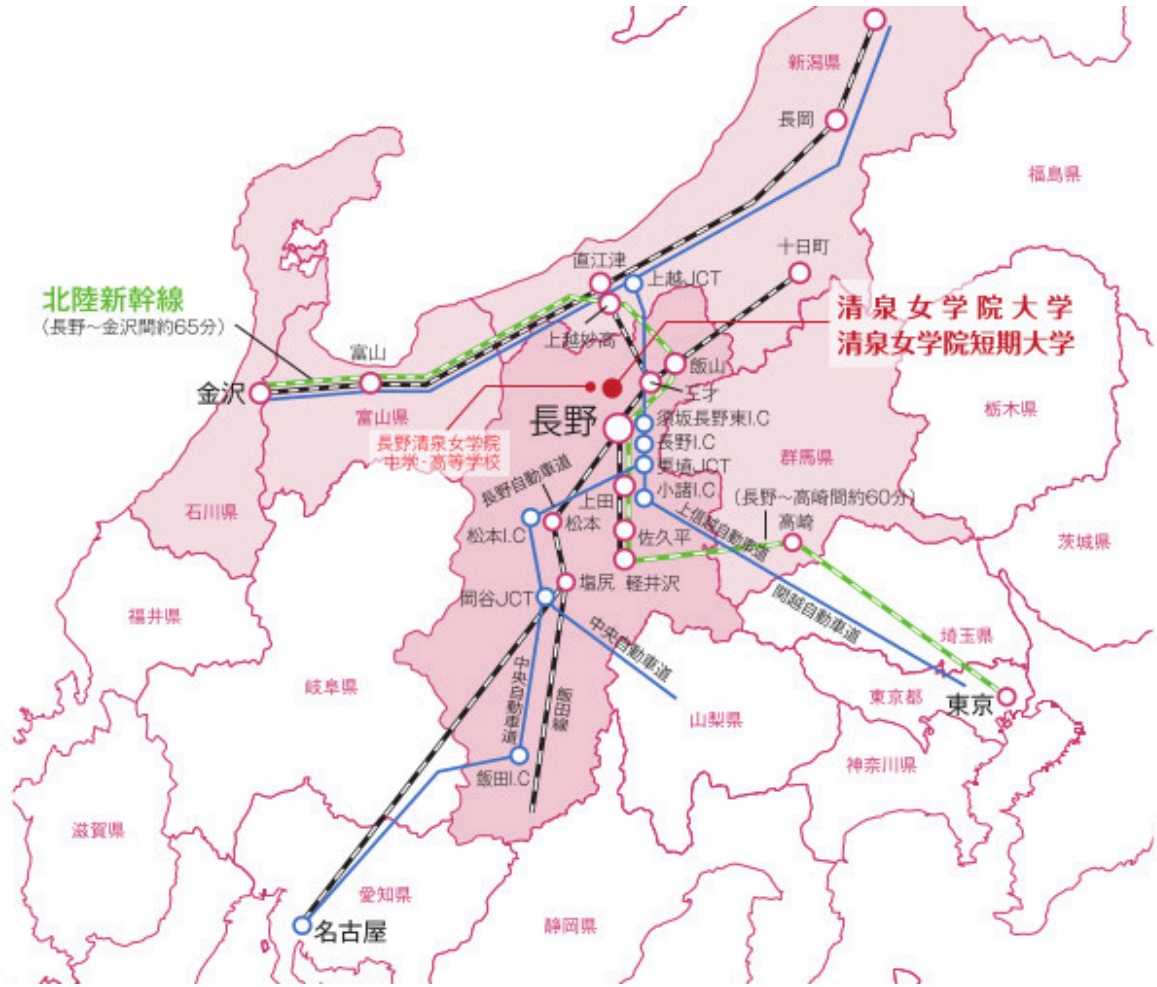 新潟県
長岡
福島県
十日町
直江津
上越JCT
北陸新幹線
(長野～金沢間約65分)
清泉女学院大学
清泉女学院短期大学
上越妙高
富山
飯山
金沢
三才
栃木県
富山県
長野
須坂長野東I.C
長野清泉女学院
中学・高等学校
長野I.C
群馬県
更埴JCT
長野自動車道
上田
小諸I.C
(長野～高崎間約60分)
石川県
松本I.C
松本
佐久平
上信越自動車道
高崎
茨城県
軽井沢
塩尻
岡谷JCT
福井県
関越自動車道
埼玉県
中央自動車道
岐阜県
中央自動車道
飯田線
山梨県
東京都
東京
神奈川県
飯田I.C
滋賀県
愛知県
名古屋
静岡県